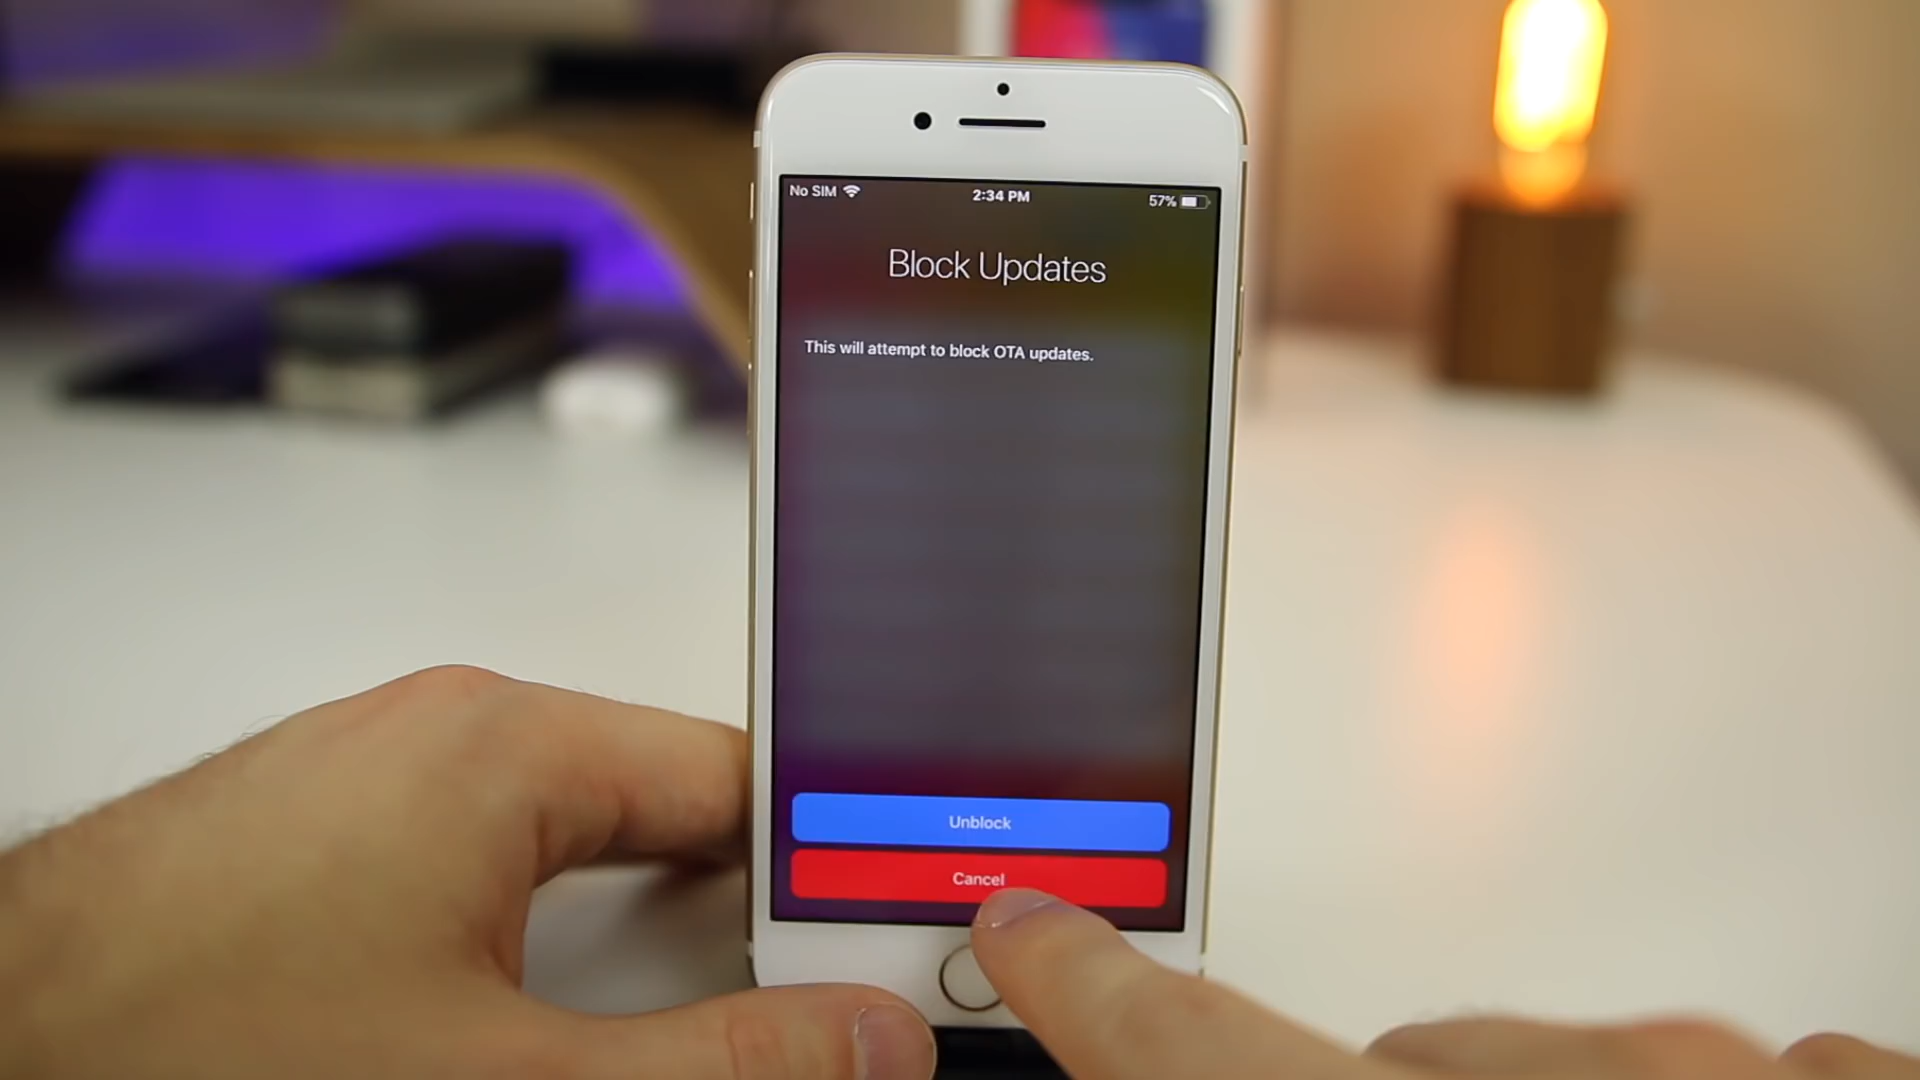 No SIM 2:34 PM 57%
Block Updates
This will attempt to block OTA updates.
Unblock
Cancel